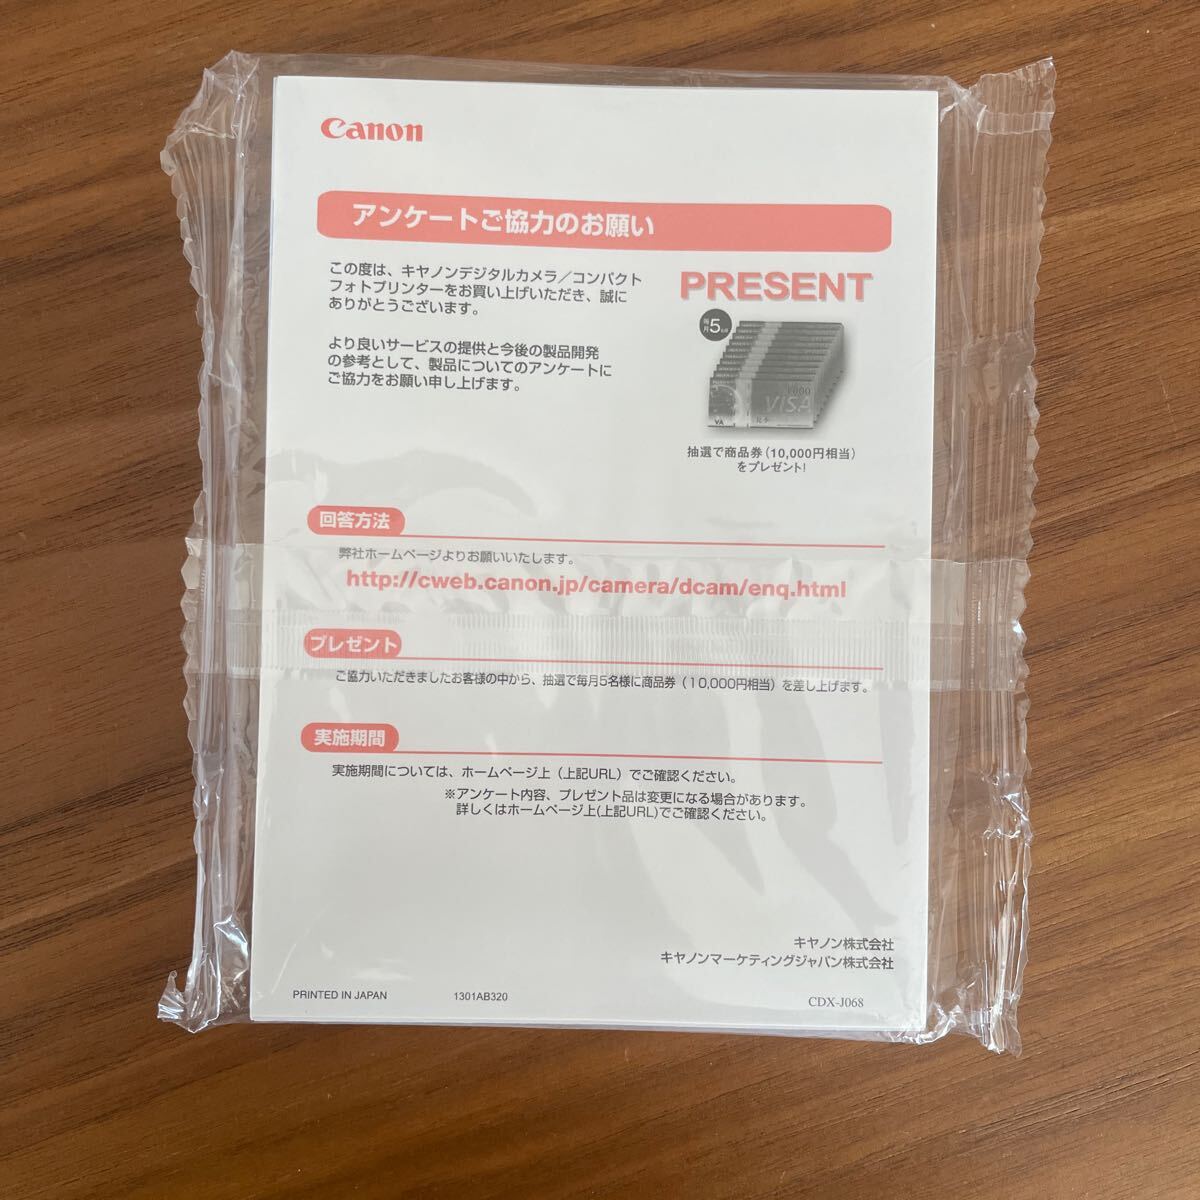 Canon
アンケートご協力のお願い
この度は、キヤノンデジタルカメラ／コンパクト
フォトプリンターをお買い上げいただき、誠に
ありがとうございます。
より良いサービスの提供と今後の製品開発
の参考として、製品についてのアンケートに
ご協力をお願い申し上げます。
PRESENT
毎月5名様
1000
VISA
VJA
見本
抽選で商品券（10,000円相当）
をプレゼント!
回答方法
弊社ホームページよりお願いいたします。
http://cweb.canon.jp/camera/dcam/enq.html
プレゼント
ご協力いただきましたお客様の中から、抽選で毎月5名様に商品券（10,000円相当）を差し上げます。
実施期間
実施期間については、ホームページ上（上記URL）でご確認ください。
※アンケート内容、プレゼント品は変更になる場合があります。
詳しくはホームページ上(上記URL)でご確認ください。
キヤノン株式会社
キヤノンマーケティングジャパン株式会社
PRINTED IN JAPAN
1301AB320
CDX-J068